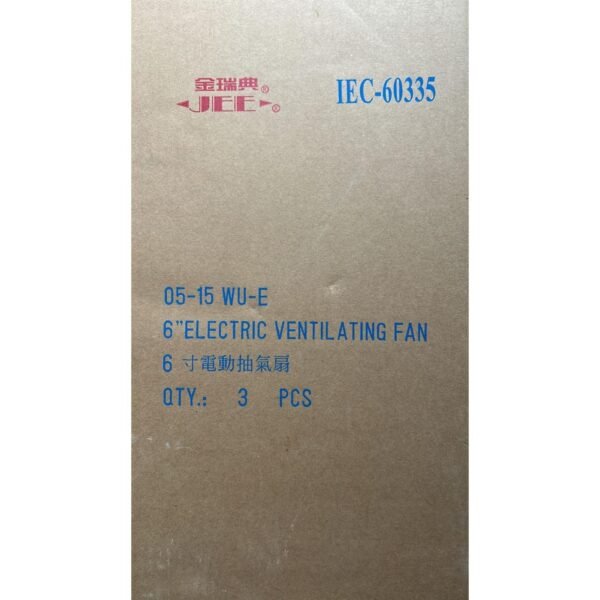 金瑞典®
JEE®
IEC-60335
05-15 WU-E
6"ELECTRIC VENTILATING FAN
6 寸電動抽氣扇
QTY.: 3 PCS